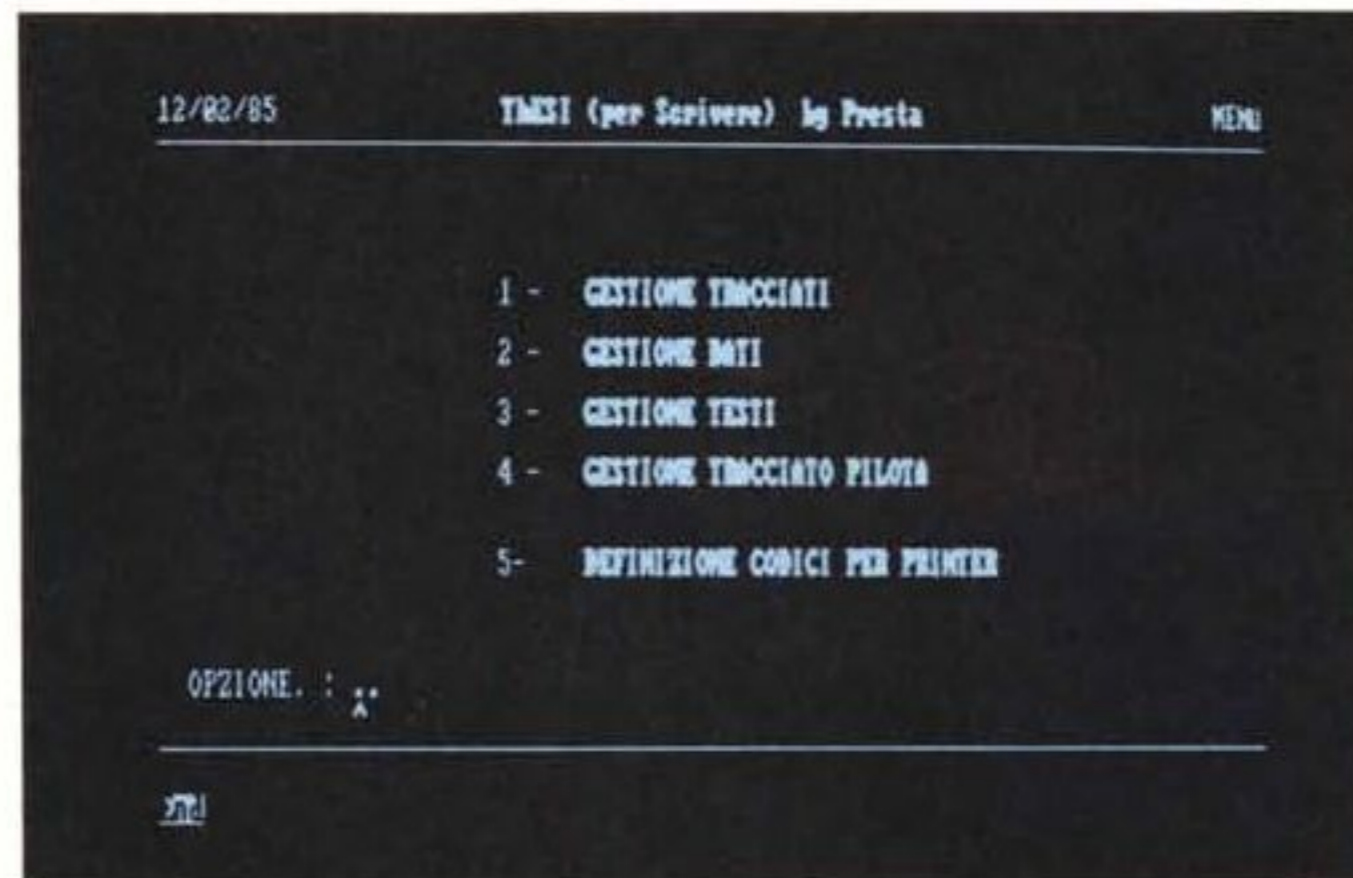 12/02/85 ThESI (per Scrivere) by Presta MENU
1 - GESTIONE TRACCIATI
2 - GESTIONE DATI
3 - GESTIONE TESTI
4 - GESTIONE TRACCIATO PILOTA
5- DEFINIZIONE CODICI PER PRINTER
OPZIONE. : ..